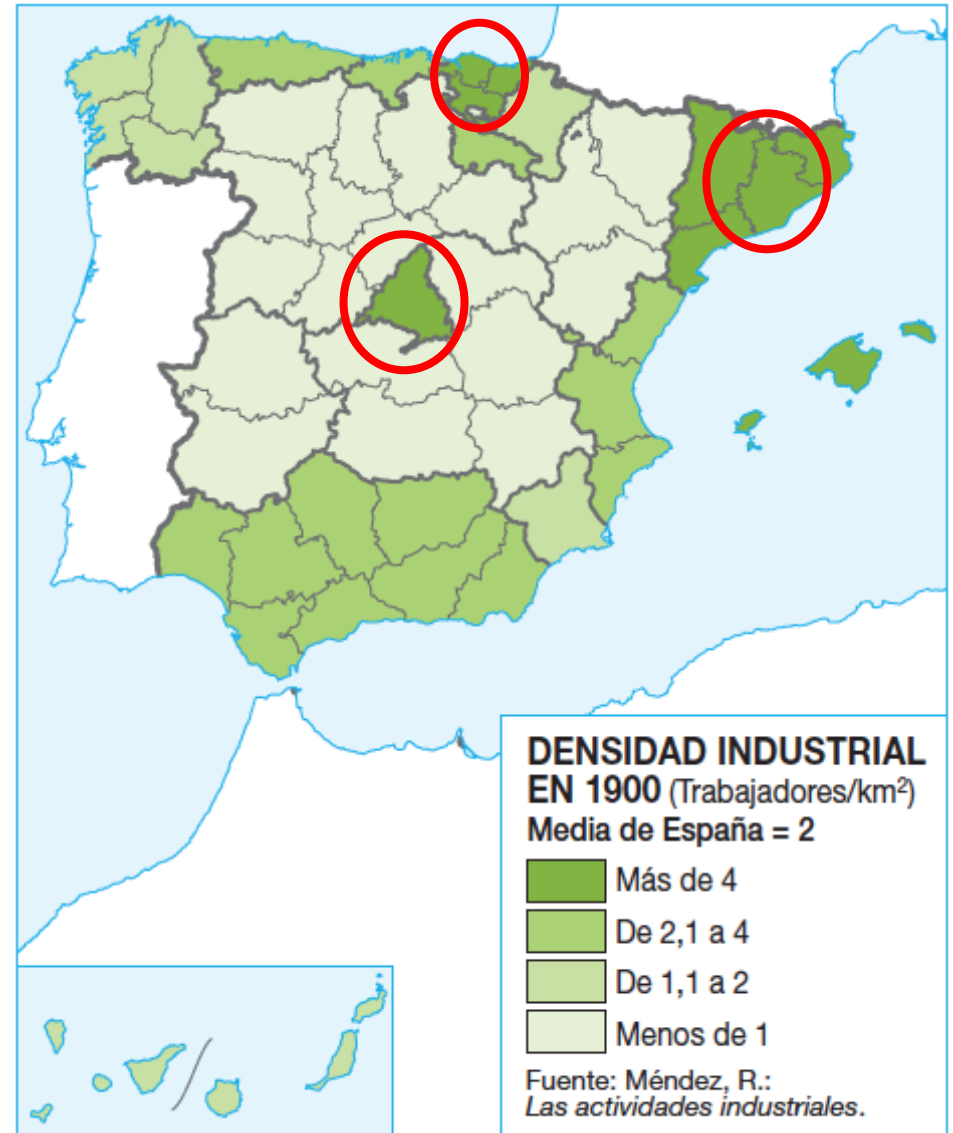 DENSIDAD INDUSTRIAL
EN 1900 (Trabajadores/km²)
Media de España = 2
Más de 4
De 2,1 a 4
De 1,1 a 2
Menos de 1
Fuente: Méndez, R.:
Las actividades industriales.